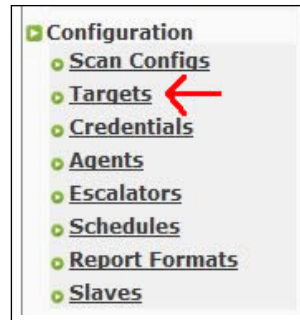 Configuration
Scan Configs
Targets
Credentials
Agents
Escalators
Schedules
Report Formats
Slaves